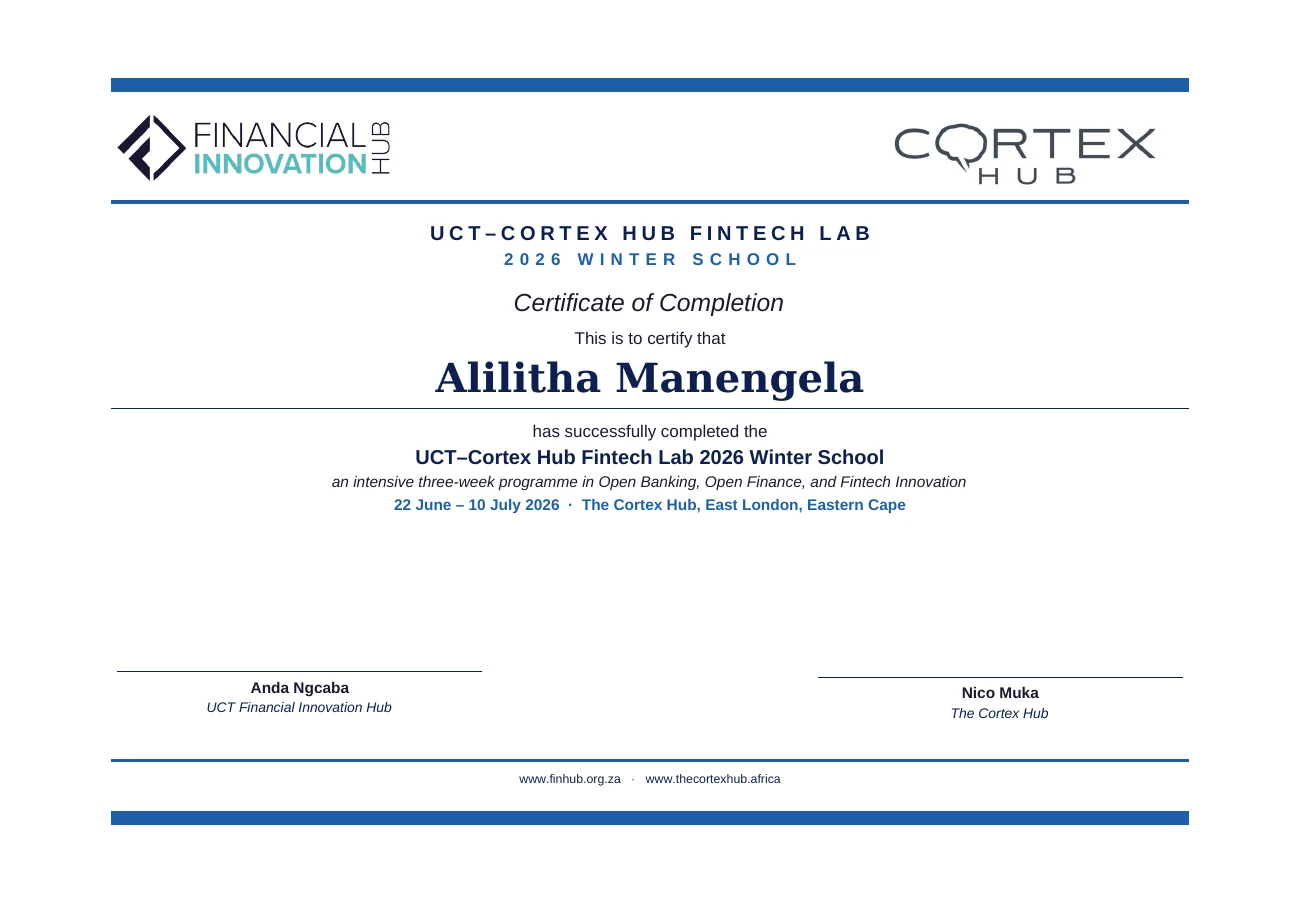 FINANCIAL
INNOVATION
HUB
CORTEX
HUB
UCT–CORTEX HUB FINTECH LAB
2026 WINTER SCHOOL
Certificate of Completion
This is to certify that
Alilitha Manengela
has successfully completed the
UCT–Cortex Hub Fintech Lab 2026 Winter School
an intensive three-week programme in Open Banking, Open Finance, and Fintech Innovation
22 June – 10 July 2026 · The Cortex Hub, East London, Eastern Cape
Anda Ngcaba
UCT Financial Innovation Hub
Nico Muka
The Cortex Hub
www.finhub.org.za · www.thecortexhub.africa